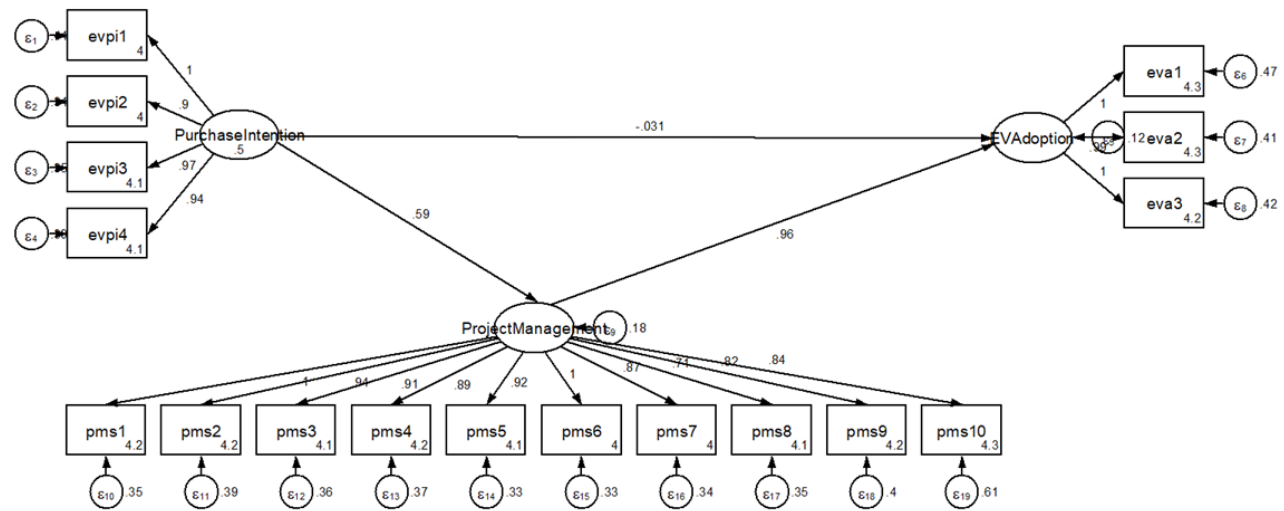 ε1
evpi1
4
ε2
evpi2
4
ε3
evpi3
4.1
ε4
evpi4
4.1
1
.9
.97
.94
PurchaseIntention
.5
-.031
.59
.96
EVAdoption
.12
1
.99
1
eva1
4.3
ε6
.47
eva2
4.3
ε7
.41
eva3
4.2
ε8
.42
ProjectManagement
ε9
.18
1
.94
.91
.89
.92
1
.87
.71
.82
.84
pms1
4.2
pms2
4.2
pms3
4.1
pms4
4.2
pms5
4.1
pms6
4
pms7
4
pms8
4.1
pms9
4.2
pms10
4.3
ε10 .35
ε11 .39
ε12 .36
ε13 .37
ε14 .33
ε15 .33
ε16 .34
ε17 .35
ε18 .4
ε19 .61